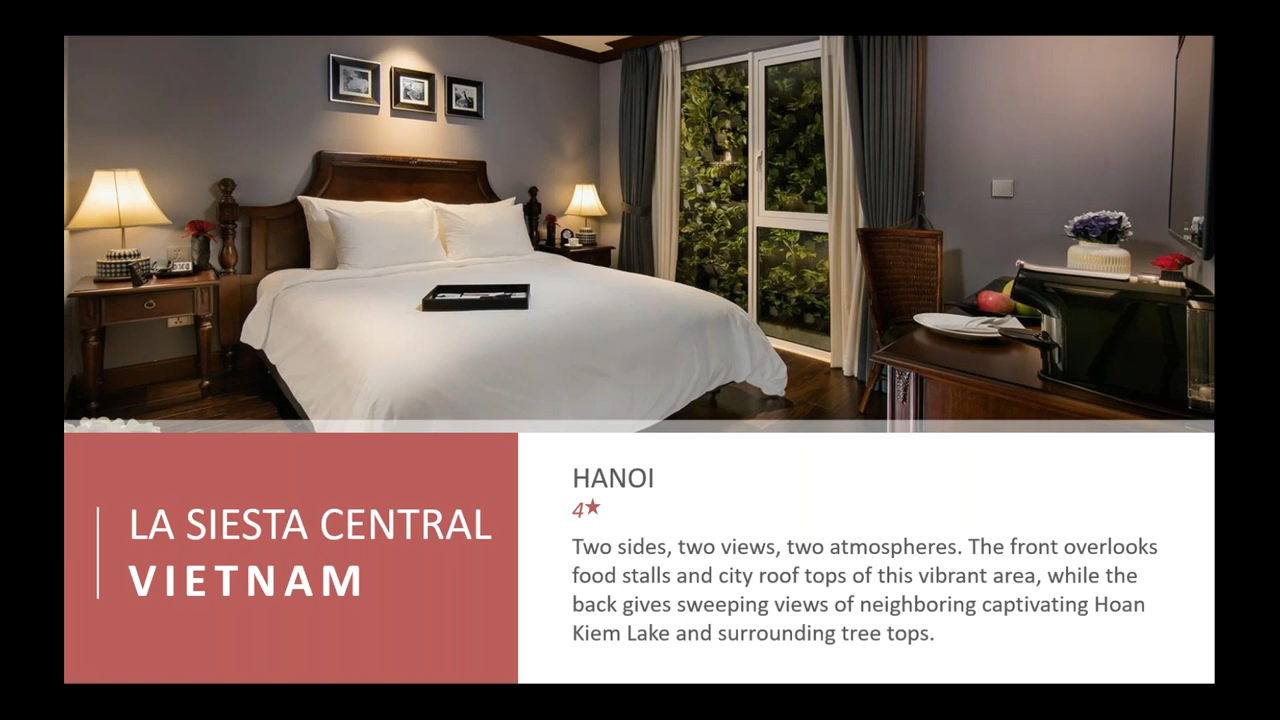 LA SIESTA CENTRAL
VIETNAM
HANOI
4★
Two sides, two views, two atmospheres. The front overlooks
food stalls and city roof tops of this vibrant area, while the
back gives sweeping views of neighboring captivating Hoan
Kiem Lake and surrounding tree tops.